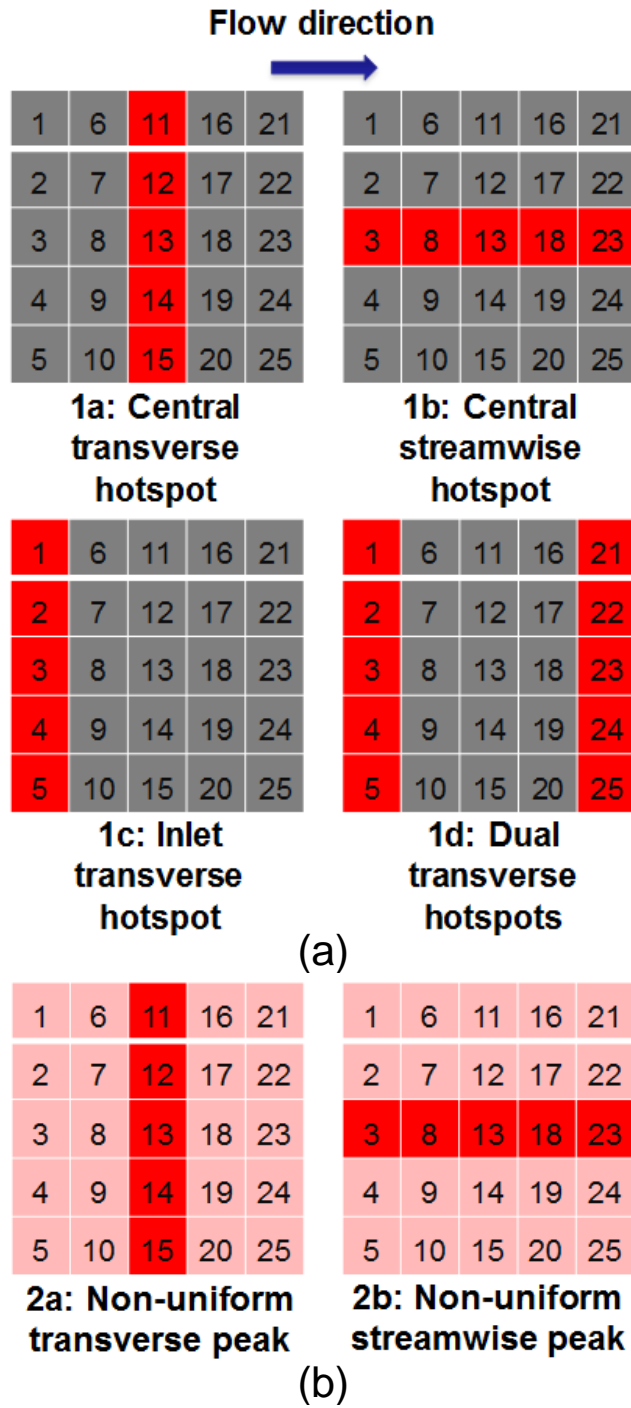 Flow direction
1 6 11 16 21
2 7 12 17 22
3 8 13 18 23
4 9 14 19 24
5 10 15 20 25
1a: Central
transverse
hotspot
1 6 11 16 21
2 7 12 17 22
3 8 13 18 23
4 9 14 19 24
5 10 15 20 25
1b: Central
streamwise
hotspot
1 6 11 16 21
2 7 12 17 22
3 8 13 18 23
4 9 14 19 24
5 10 15 20 25
1c: Inlet
transverse
hotspot
1 6 11 16 21
2 7 12 17 22
3 8 13 18 23
4 9 14 19 24
5 10 15 20 25
1d: Dual
transverse
hotspots
(a)
1 6 11 16 21
2 7 12 17 22
3 8 13 18 23
4 9 14 19 24
5 10 15 20 25
2a: Non-uniform
transverse peak
1 6 11 16 21
2 7 12 17 22
3 8 13 18 23
4 9 14 19 24
5 10 15 20 25
2b: Non-uniform
streamwise peak
(b)